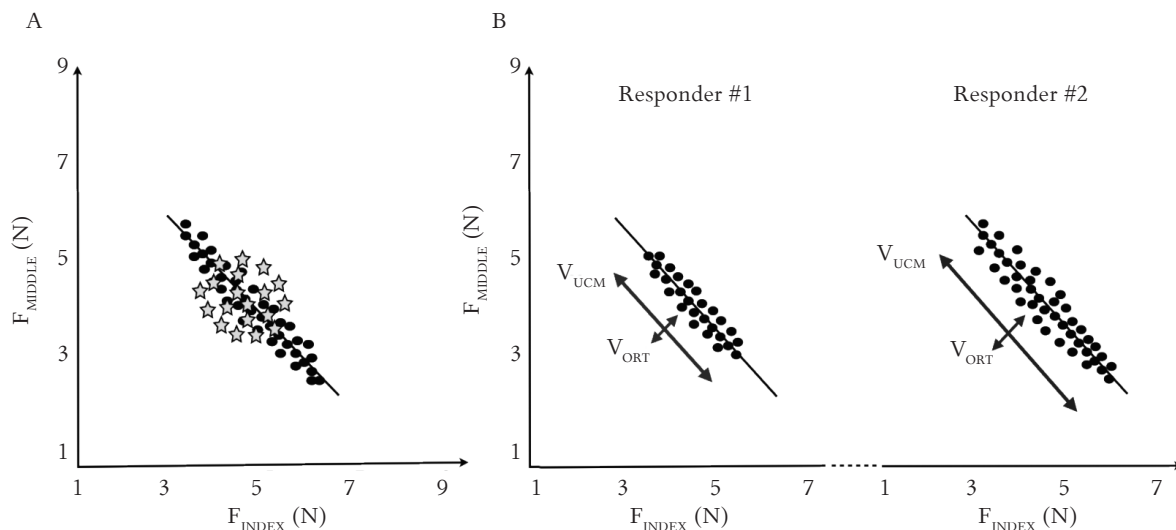 A
B
9
7
5
3
1
F_MIDDLE (N)
1 3 5 7 9
F_INDEX (N)
9
7
5
3
1
F_MIDDLE (N)
Responder #1
Responder #2
V_UCM
V_ORT
V_UCM
V_ORT
1 3 5 7
1 3 5 7
F_INDEX (N)
F_INDEX (N)